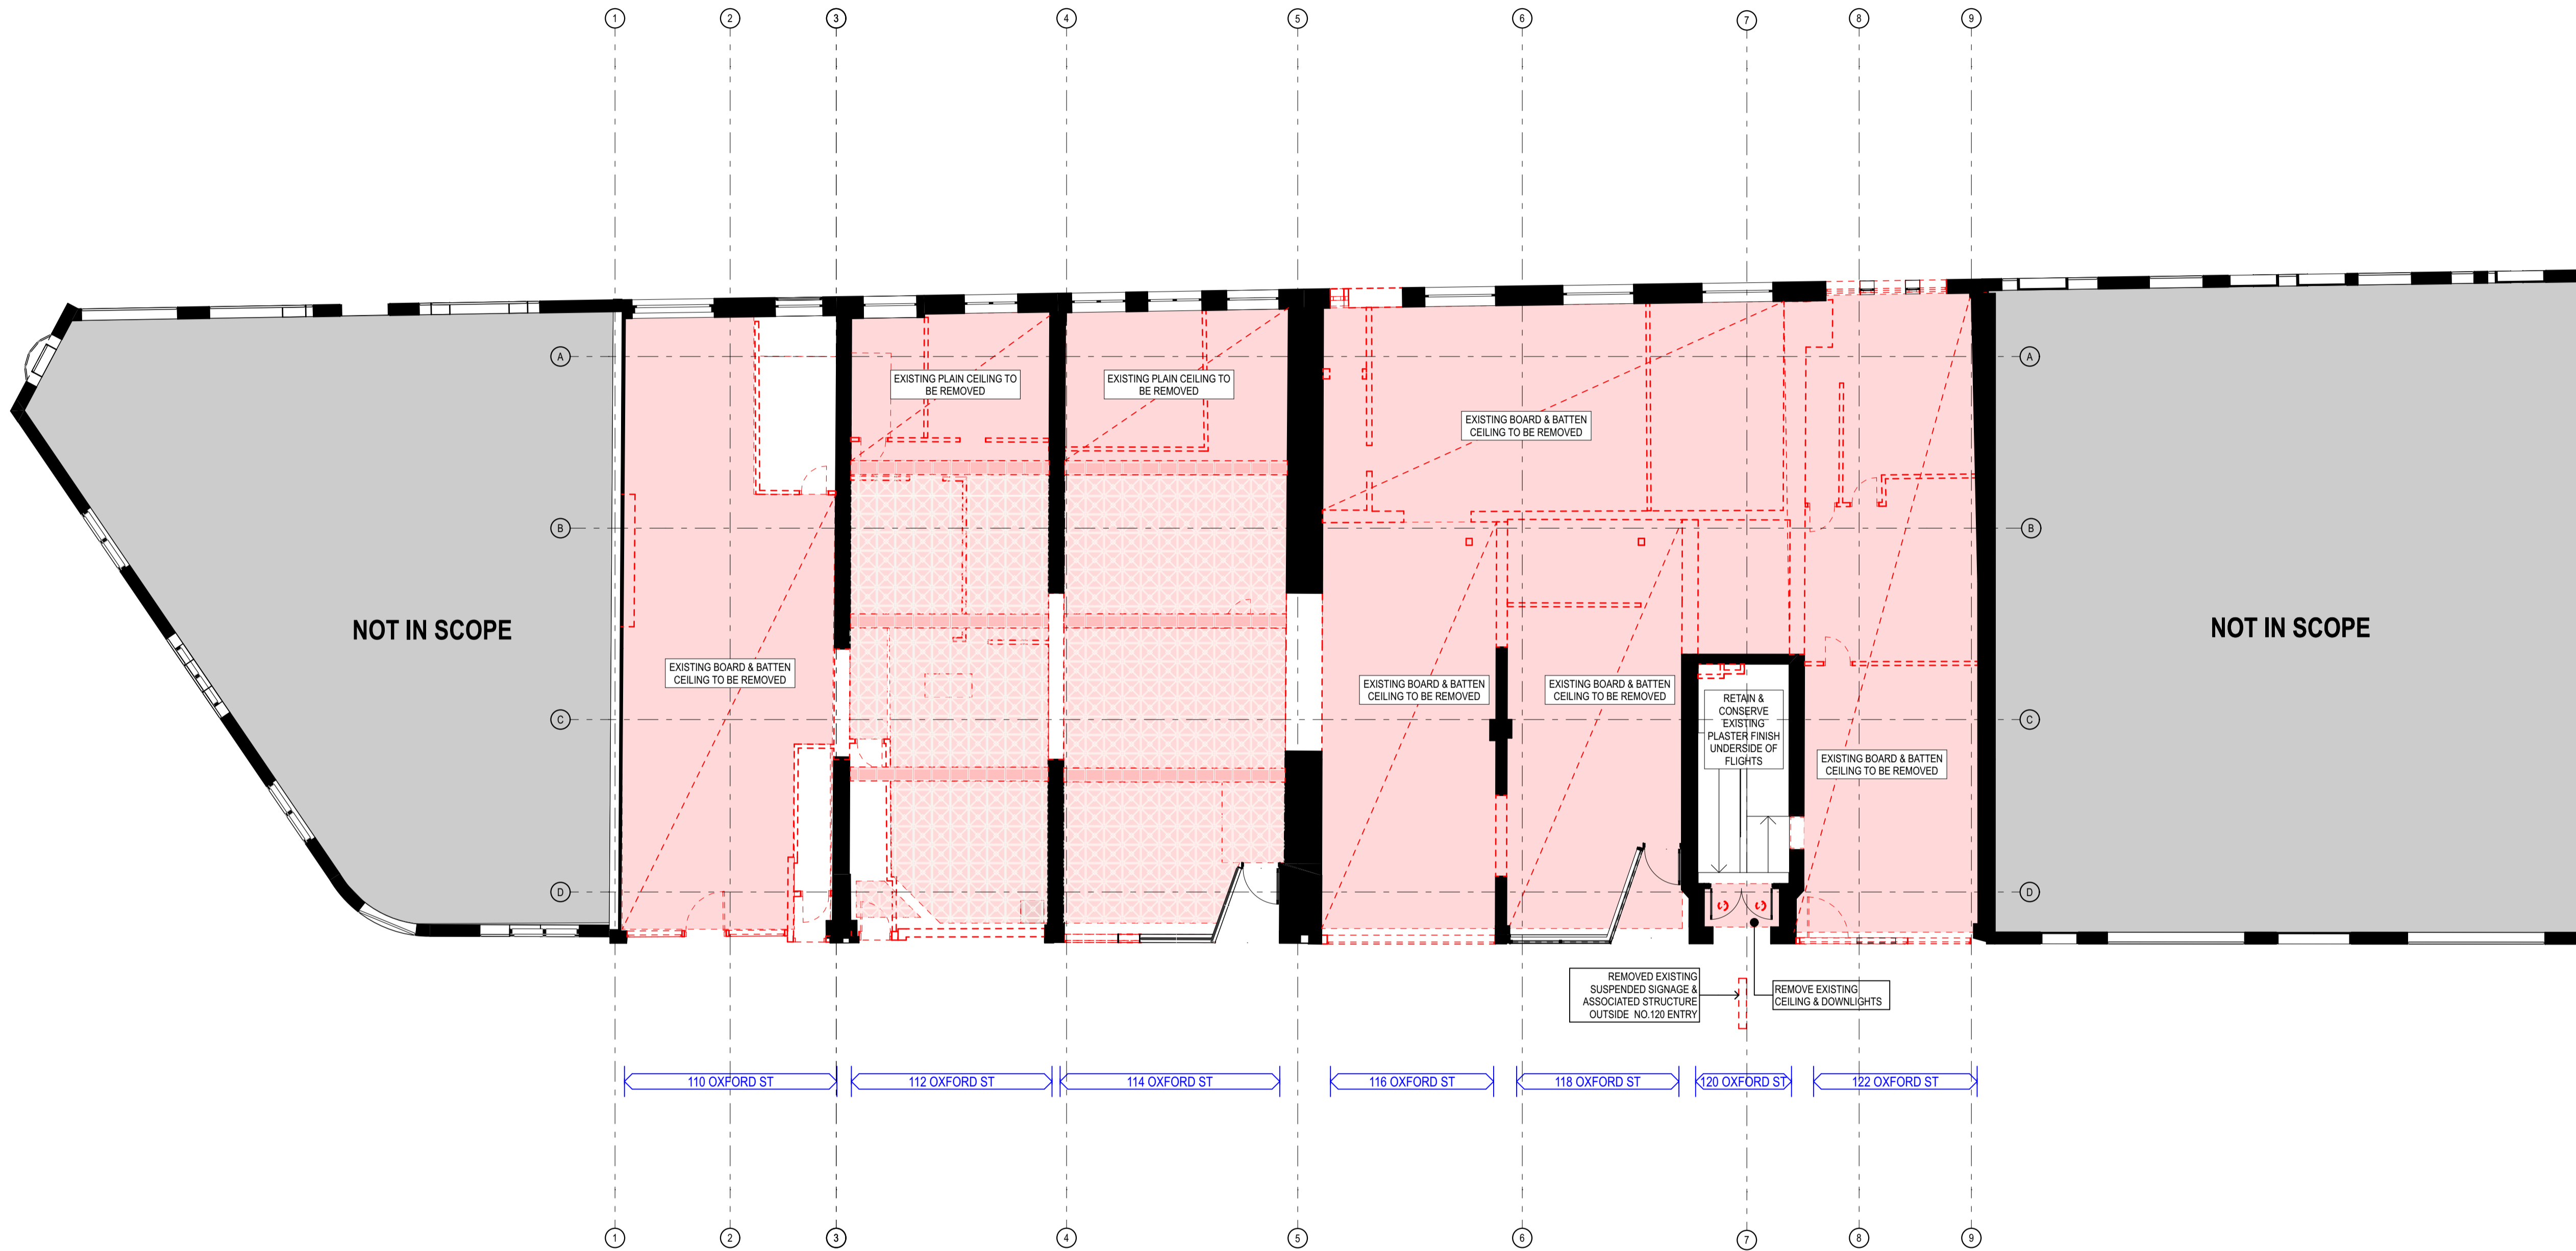 1 2 3 4 5 6 7 8 9
A A
EXISTING PLAIN CEILING TO
BE REMOVED
EXISTING PLAIN CEILING TO
BE REMOVED
EXISTING BOARD & BATTEN
CEILING TO BE REMOVED
B B
NOT IN SCOPE
NOT IN SCOPE
EXISTING BOARD & BATTEN
CEILING TO BE REMOVED
EXISTING BOARD & BATTEN
CEILING TO BE REMOVED
EXISTING BOARD & BATTEN
CEILING TO BE REMOVED
RETAIN &
CONSERVE
EXISTING
PLASTER FINISH
UNDERSIDE OF
FLIGHTS
C C
EXISTING BOARD & BATTEN
CEILING TO BE REMOVED
D D
REMOVED EXISTING
SUSPENDED SIGNAGE &
ASSOCIATED STRUCTURE
OUTSIDE NO.120 ENTRY
REMOVE EXISTING
CEILING & DOWNLIGHTS
110 OXFORD ST
112 OXFORD ST
114 OXFORD ST
116 OXFORD ST
118 OXFORD ST
120 OXFORD ST
122 OXFORD ST
1 2 3 4 5 6 7 8 9